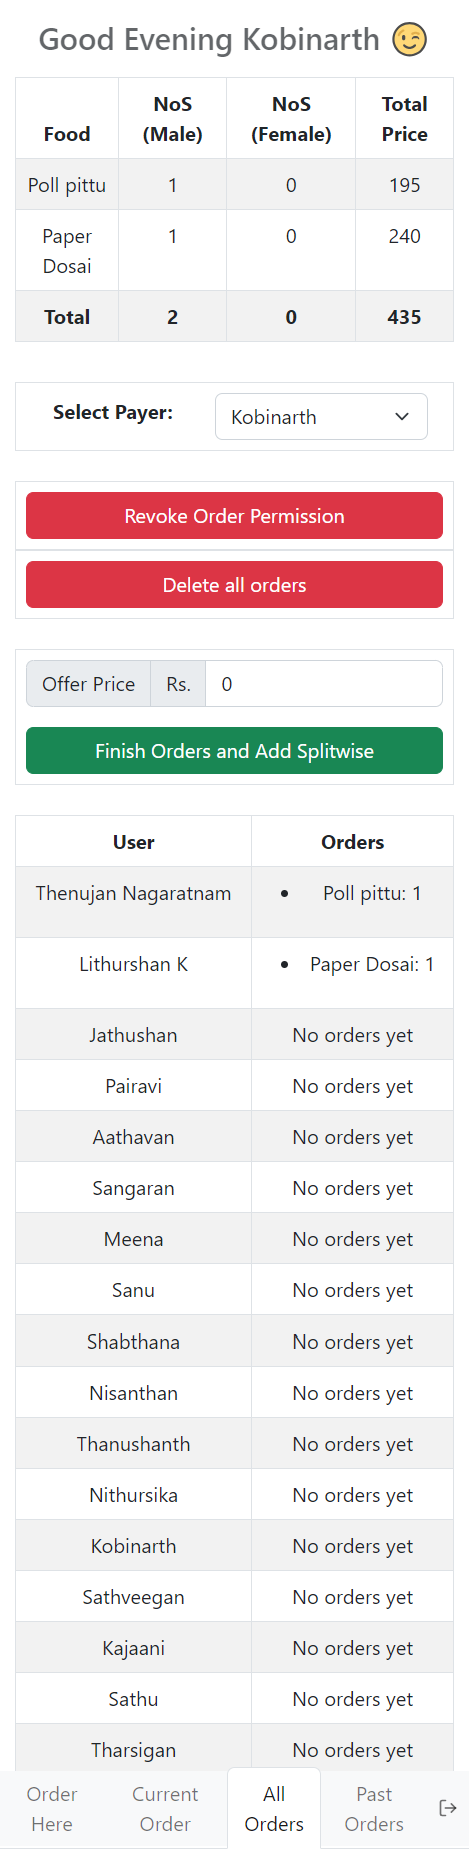 Good Evening Kobinarth
Food NoS (Male) NoS (Female) Total Price
Poll pittu 1 0 195
Paper Dosai 1 0 240
Total 2 0 435
Select Payer: Kobinarth
Revoke Order Permission
Delete all orders
Offer Price Rs. 0
Finish Orders and Add Splitwise
User Orders
Thenujan Nagaratnam • Poll pittu: 1
Lithurshan K • Paper Dosai: 1
Jathushan No orders yet
Pairavi No orders yet
Aathavan No orders yet
Sangaran No orders yet
Meena No orders yet
Sanu No orders yet
Shabthana No orders yet
Nisanthan No orders yet
Thanushanth No orders yet
Nithursika No orders yet
Kobinarth No orders yet
Sathveegan No orders yet
Kajaani No orders yet
Sathu No orders yet
Tharsigan No orders yet
Order Here Current Order All Orders Past Orders